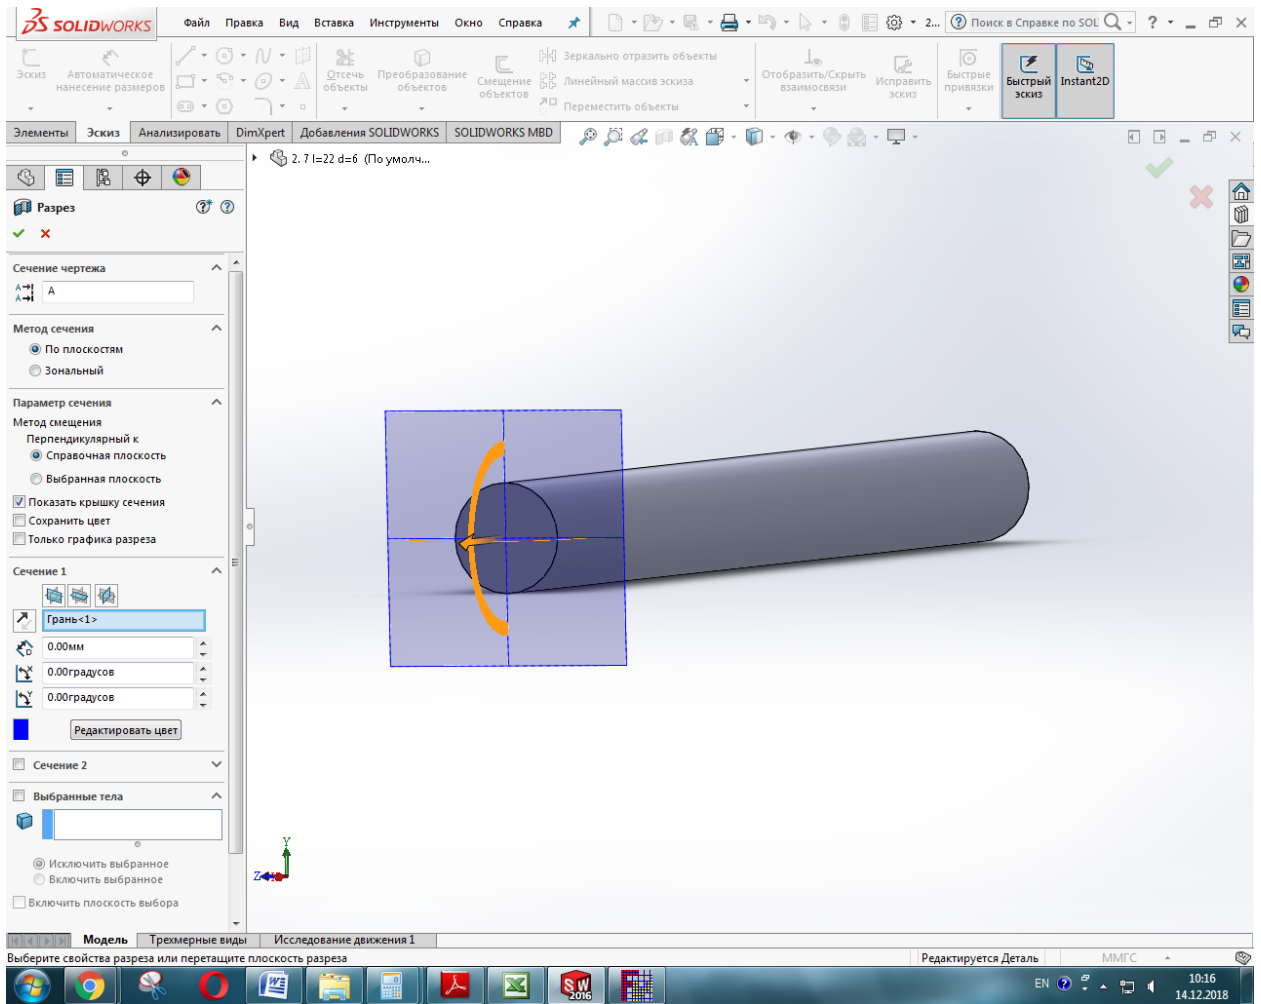 SOLIDWORKS Файл Правка Вид Вставка Инструменты Окно Справка 2... Поиск в Справке по SOL
Эскиз Автоматическое нанесение размеров Отсечь объекты Преобразование объектов Смещение объектов Зеркально отразить объекты Отобразить/Скрыть взаимосвязи Исправить эскиз Быстрые привязки Быстрый эскиз Instant2D
Линейный массив эскиза
Переместить объекты
Элементы Эскиз Анализировать DimXpert Добавления SOLIDWORKS SOLIDWORKS MBD
2. 7 l=22 d=6 (По умолч...
Разрез
Сечение чертежа
A
Метод сечения
По плоскостям
Зональный
Параметр сечения
Метод смещения
Перпендикулярный к
Справочная плоскость
Выбранная плоскость
Показать крышку сечения
Сохранить цвет
Только графика разреза
Сечение 1
Грань<1>
0.00мм
0.00градусов
0.00градусов
Редактировать цвет
Сечение 2
Выбранные тела
Исключить выбранное
Включить выбранное
Включить плоскость выбора
Y
Z
Модель Трехмерные виды Исследование движения 1
Выберите свойства разреза или перетащите плоскость разреза Редактируется Деталь ММГС
SW 2016
EN 10:16
14.12.2018